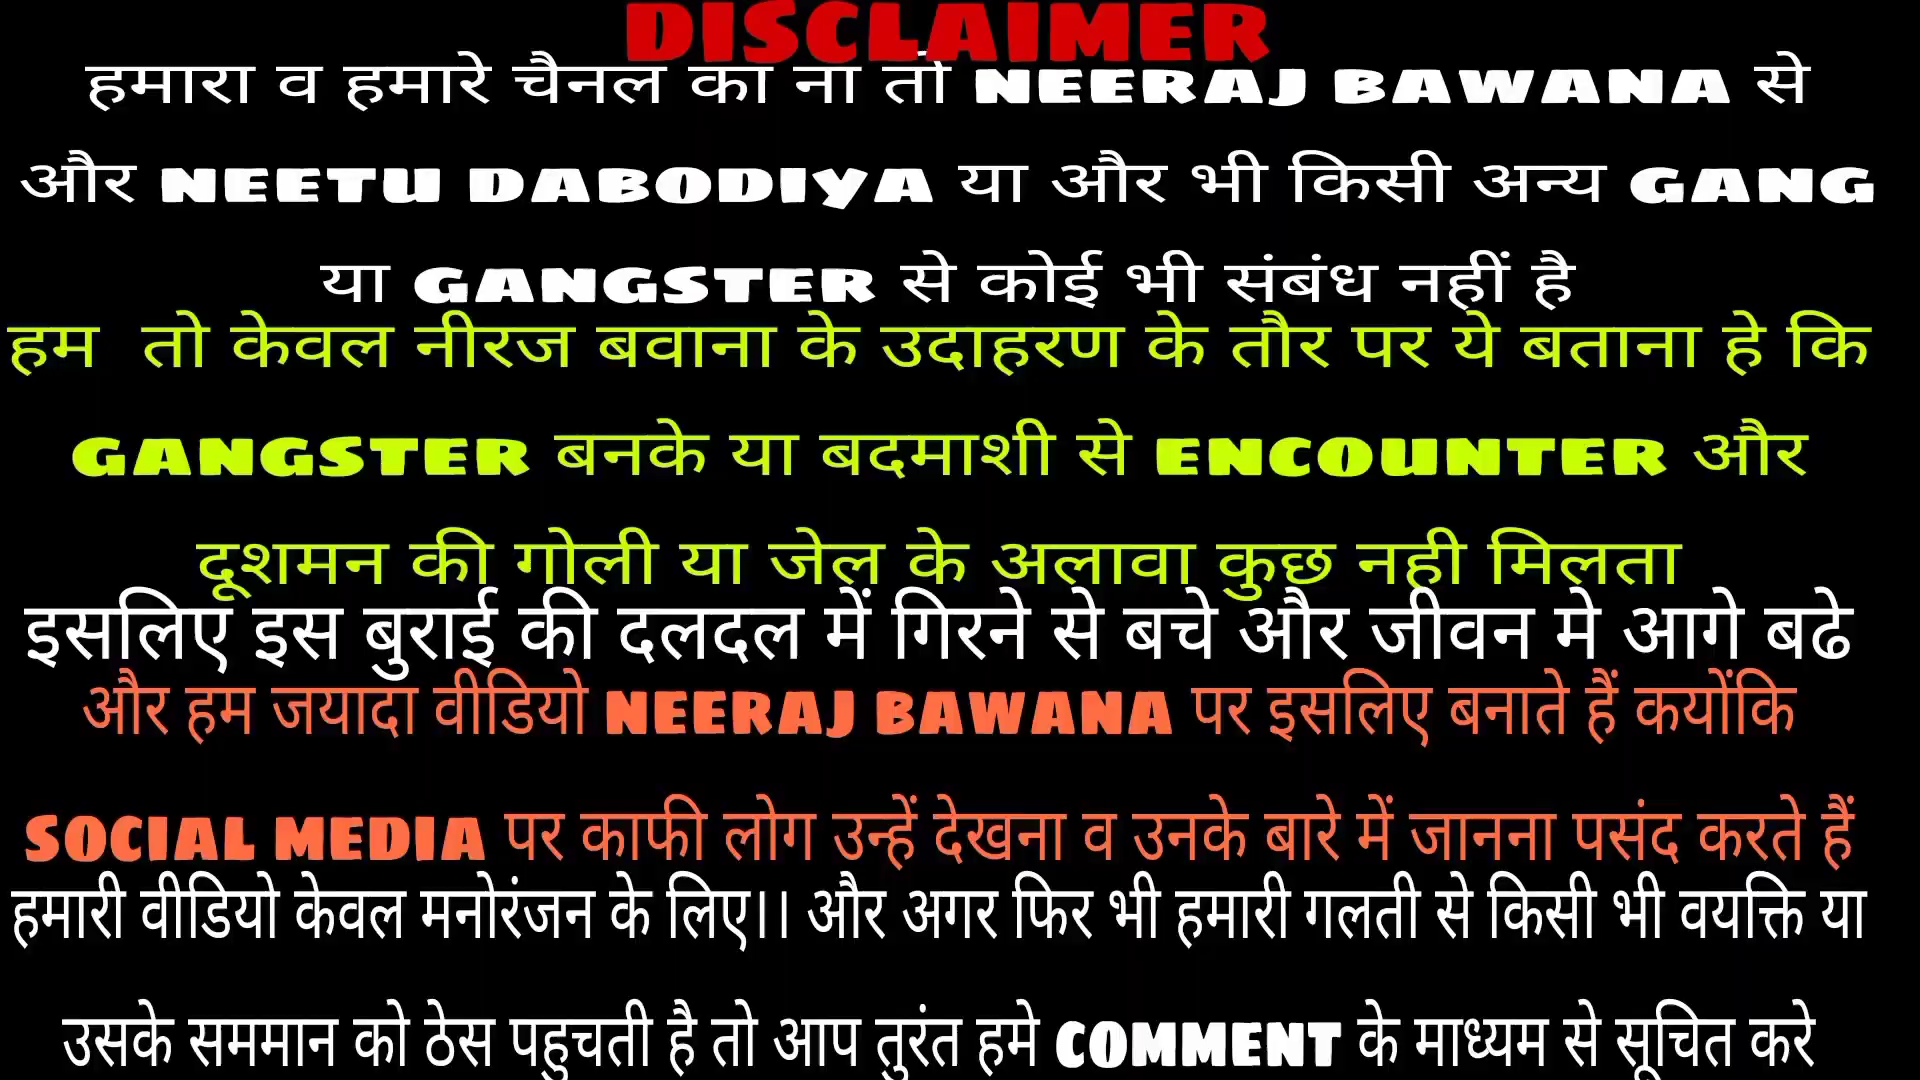 DISCLAIMER
हमारा व हमारे चैनल का ना तो NEERAJ BAWANA से
और NEETU DABODIYA या और भी किसी अन्य GANG
या GANGSTER से कोई भी संबंध नहीं है
हम तो केवल नीरज बवाना के उदाहरण के तौर पर ये बताना हे कि
GANGSTER बनके या बदमाशी से ENCOUNTER और
दूशमन की गोली या जेल के अलावा कुछ नही मिलता
इसलिए इस बुराई की दलदल में गिरने से बचे और जीवन मे आगे बढे
और हम जयादा वीडियो NEERAJ BAWANA पर इसलिए बनाते हैं कयोंकि
SOCIAL MEDIA पर काफी लोग उन्हें देखना व उनके बारे में जानना पसंद करते हैं
हमारी वीडियो केवल मनोरंजन के लिए।। और अगर फिर भी हमारी गलती से किसी भी वयक्ति या
उसके सममान को ठेस पहुचती है तो आप तुरंत हमे COMMENT के माध्यम से सूचित करे